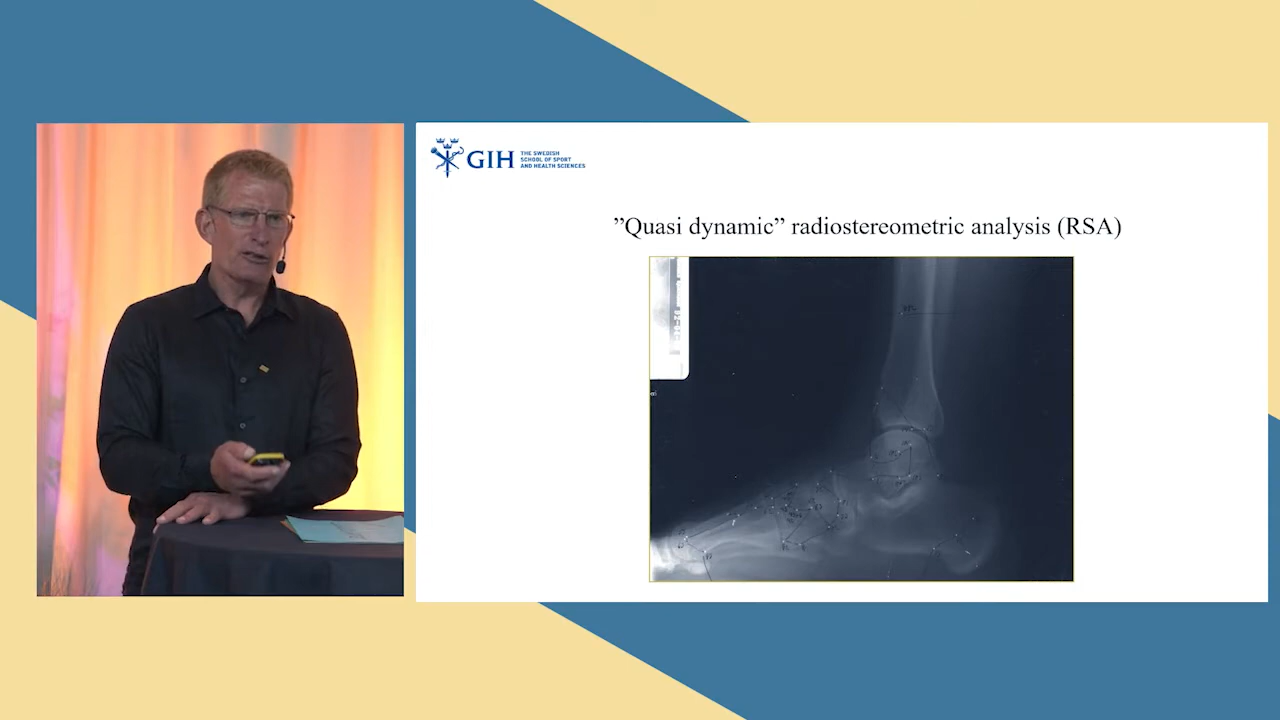 GIH
THE SWEDISH
SCHOOL OF SPORT
AND HEALTH SCIENCES
”Quasi dynamic” radiostereometric analysis (RSA)